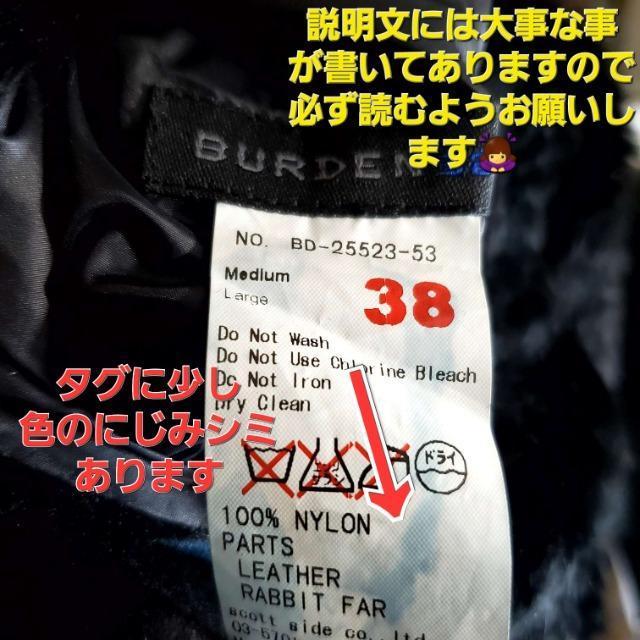 説明文には大事な事
が書いてありますので
必ず読むようお願いし
ます🙇‍♀️
BURDEN
NO. BD-25523-53
Medium
Large
38
Do Not Wash
Do Not Use Chlorine Bleach
Do Not Iron
Dry Clean
タグに少し
色のにじみシミ
あります
ドライ
100% NYLON
PARTS
LEATHER
RABBIT FAR
scott side co., ltd